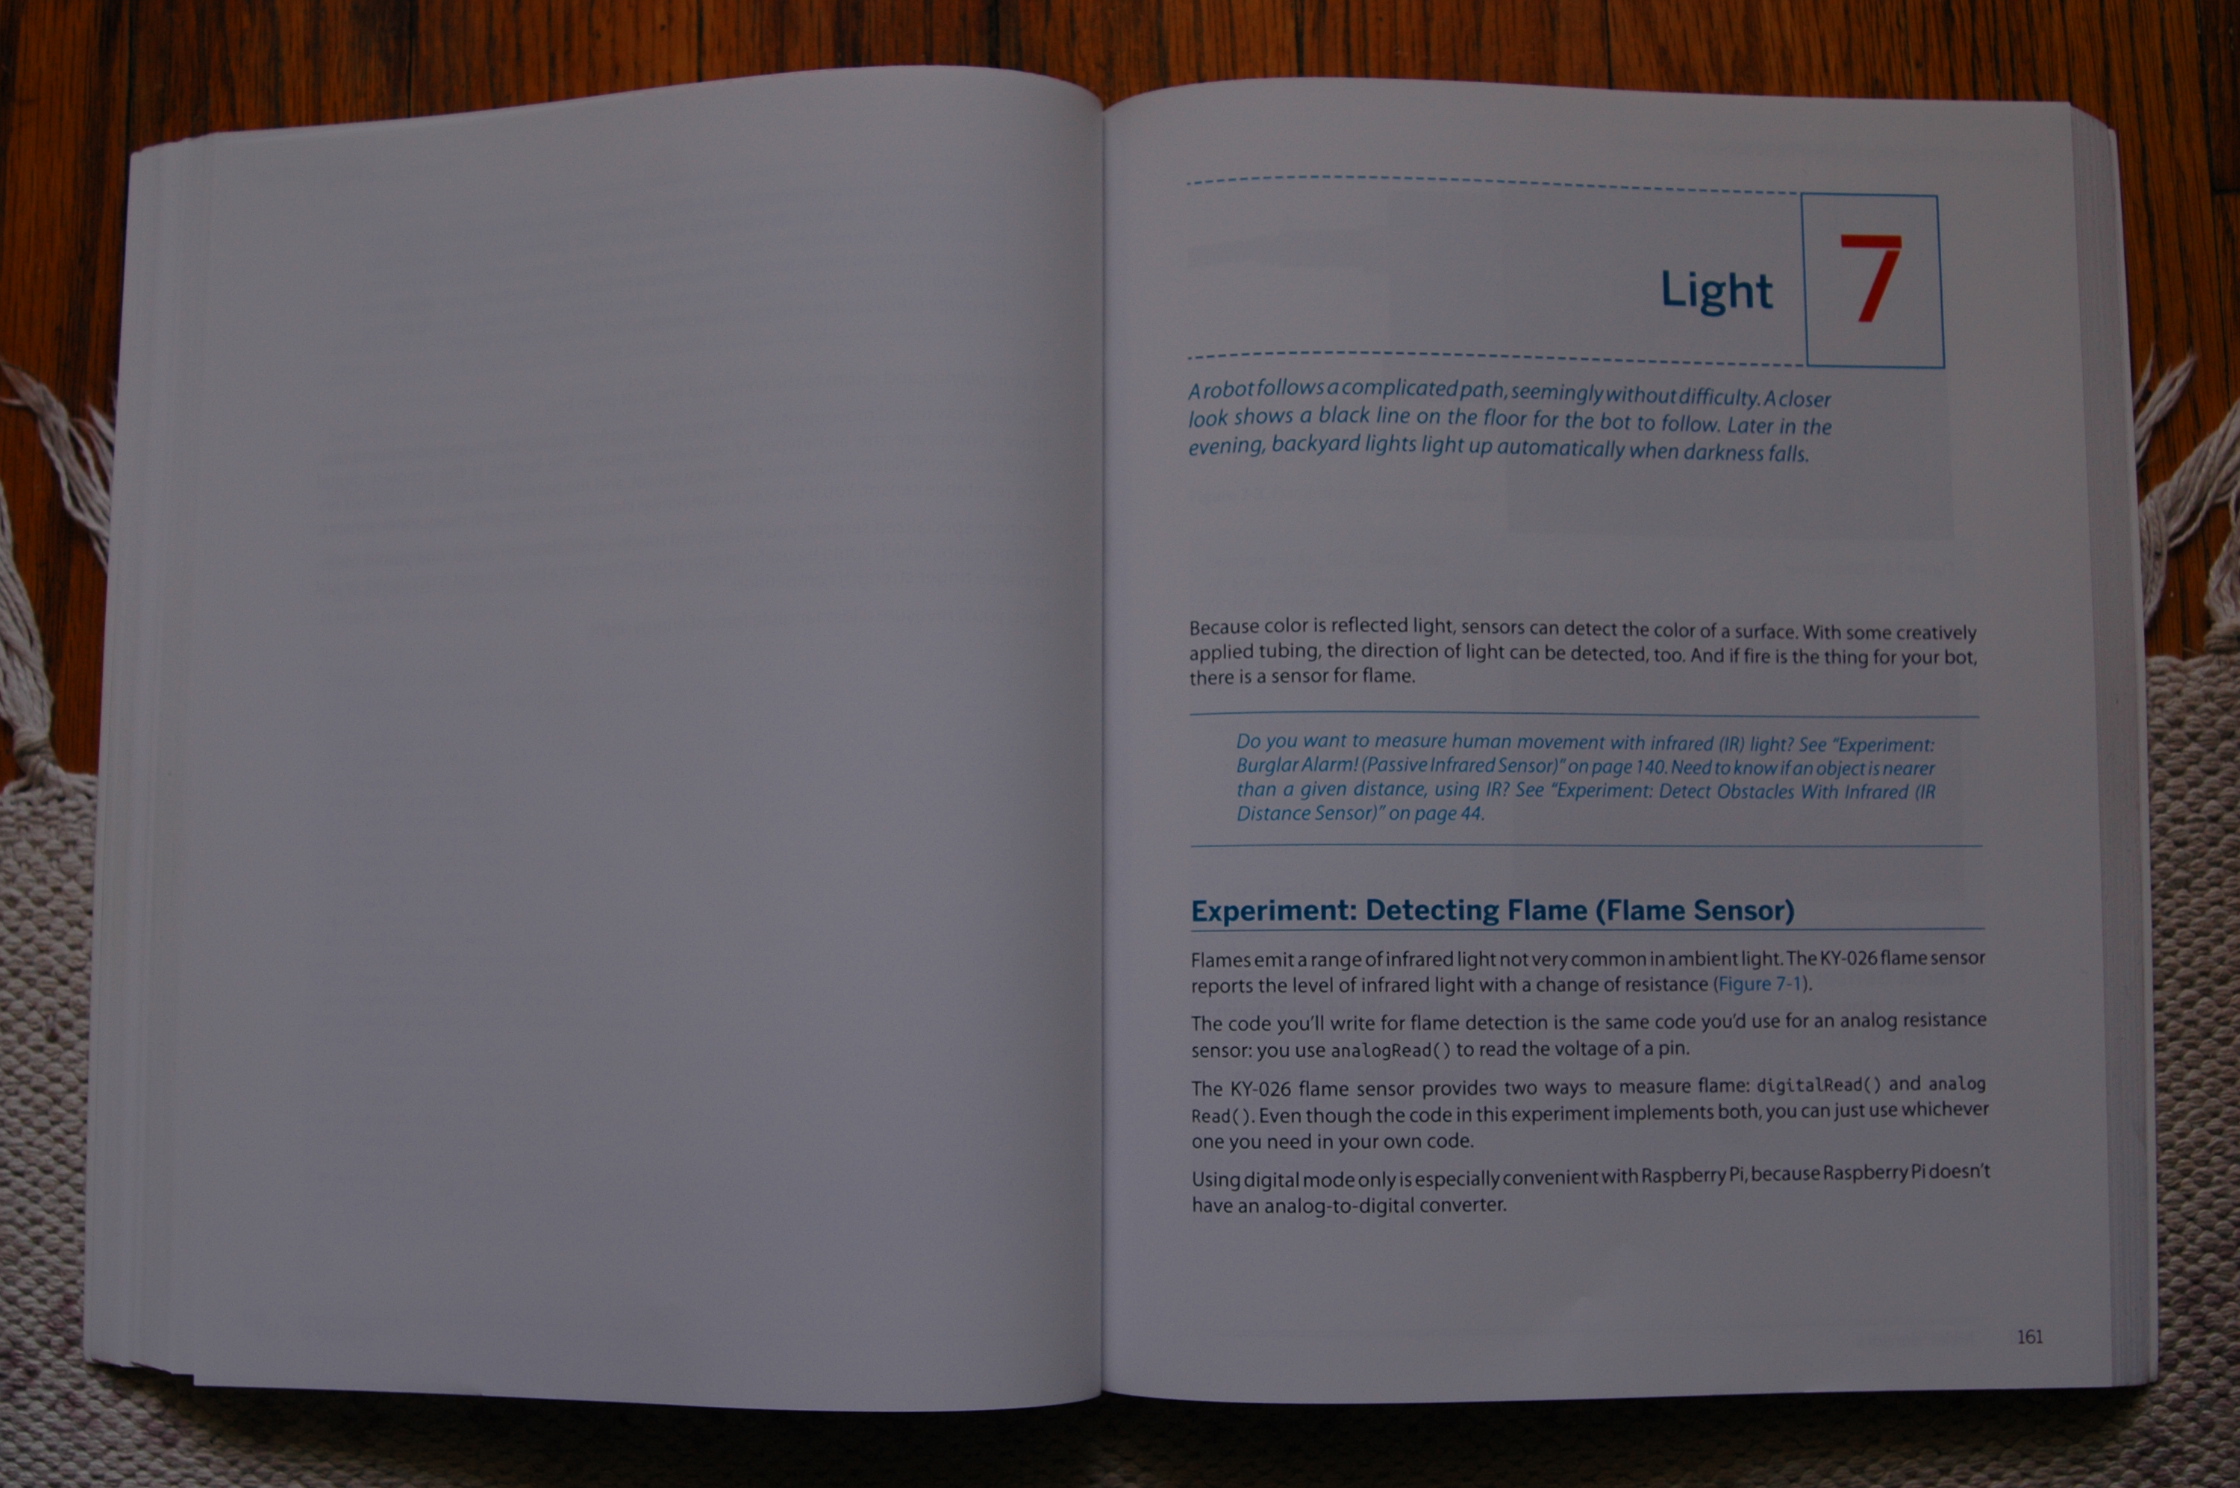 7
Light
A robot follows a complicated path, seemingly without difficulty. A closer
look shows a black line on the floor for the bot to follow. Later in the
evening, backyard lights light up automatically when darkness falls.
Because color is reflected light, sensors can detect the color of a surface. With some creatively
applied tubing, the direction of light can be detected, too. And if fire is the thing for your bot,
there is a sensor for flame.
Do you want to measure human movement with infrared (IR) light? See "Experiment:
Burglar Alarm! (Passive Infrared Sensor)" on page 140. Need to know if an object is nearer
than a given distance, using IR? See "Experiment: Detect Obstacles With Infrared (IR
Distance Sensor)" on page 44.
Experiment: Detecting Flame (Flame Sensor)
Flames emit a range of infrared light not very common in ambient light. The KY-026 flame sensor
reports the level of infrared light with a change of resistance (Figure 7-1).
The code you'll write for flame detection is the same code you'd use for an analog resistance
sensor: you use analogRead() to read the voltage of a pin.
The KY-026 flame sensor provides two ways to measure flame: digitalRead() and analog
Read(). Even though the code in this experiment implements both, you can just use whichever
one you need in your own code.
Using digital mode only is especially convenient with Raspberry Pi, because Raspberry Pi doesn't
have an analog-to-digital converter.
161